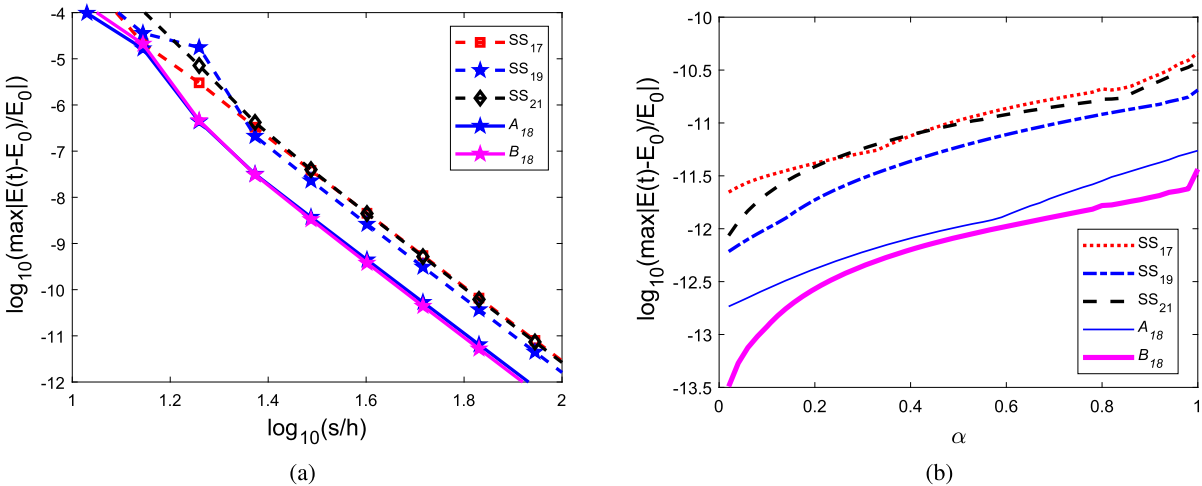 -4
-5
-6
-7
-8
-9
-10
-11
-12
1
1.2
1.4
1.6
1.8
2
log10(max|E(t)-E0)/E0|)
log10(s/h)
SS17
SS19
SS21
A18
B18
(a)
-10
-10.5
-11
-11.5
-12
-12.5
-13
-13.5
0
0.2
0.4
0.6
0.8
1
log10(max|E(t)-E0)/E0|)
α
SS17
SS19
SS21
A18
B18
(b)